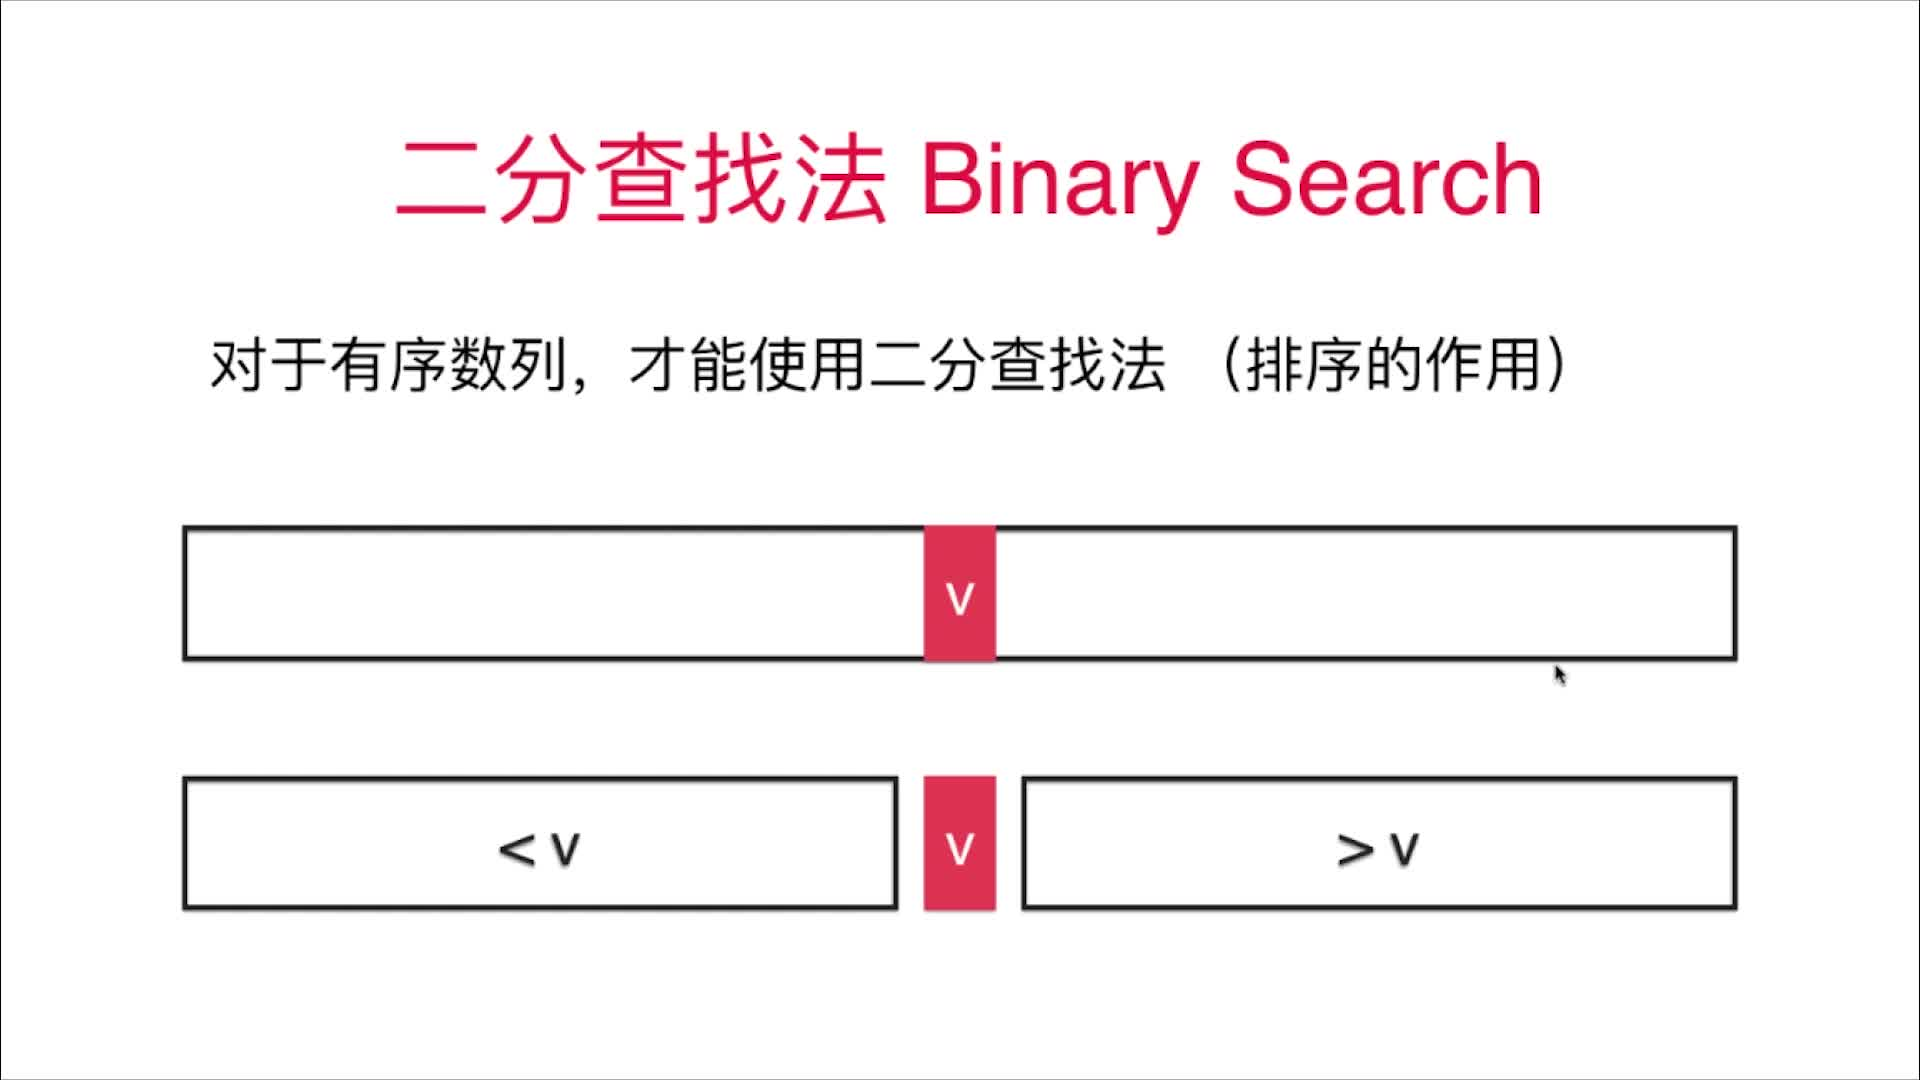 二分查找法 Binary Search
对于有序数列，才能使用二分查找法 （排序的作用）
v
< v
v
> v